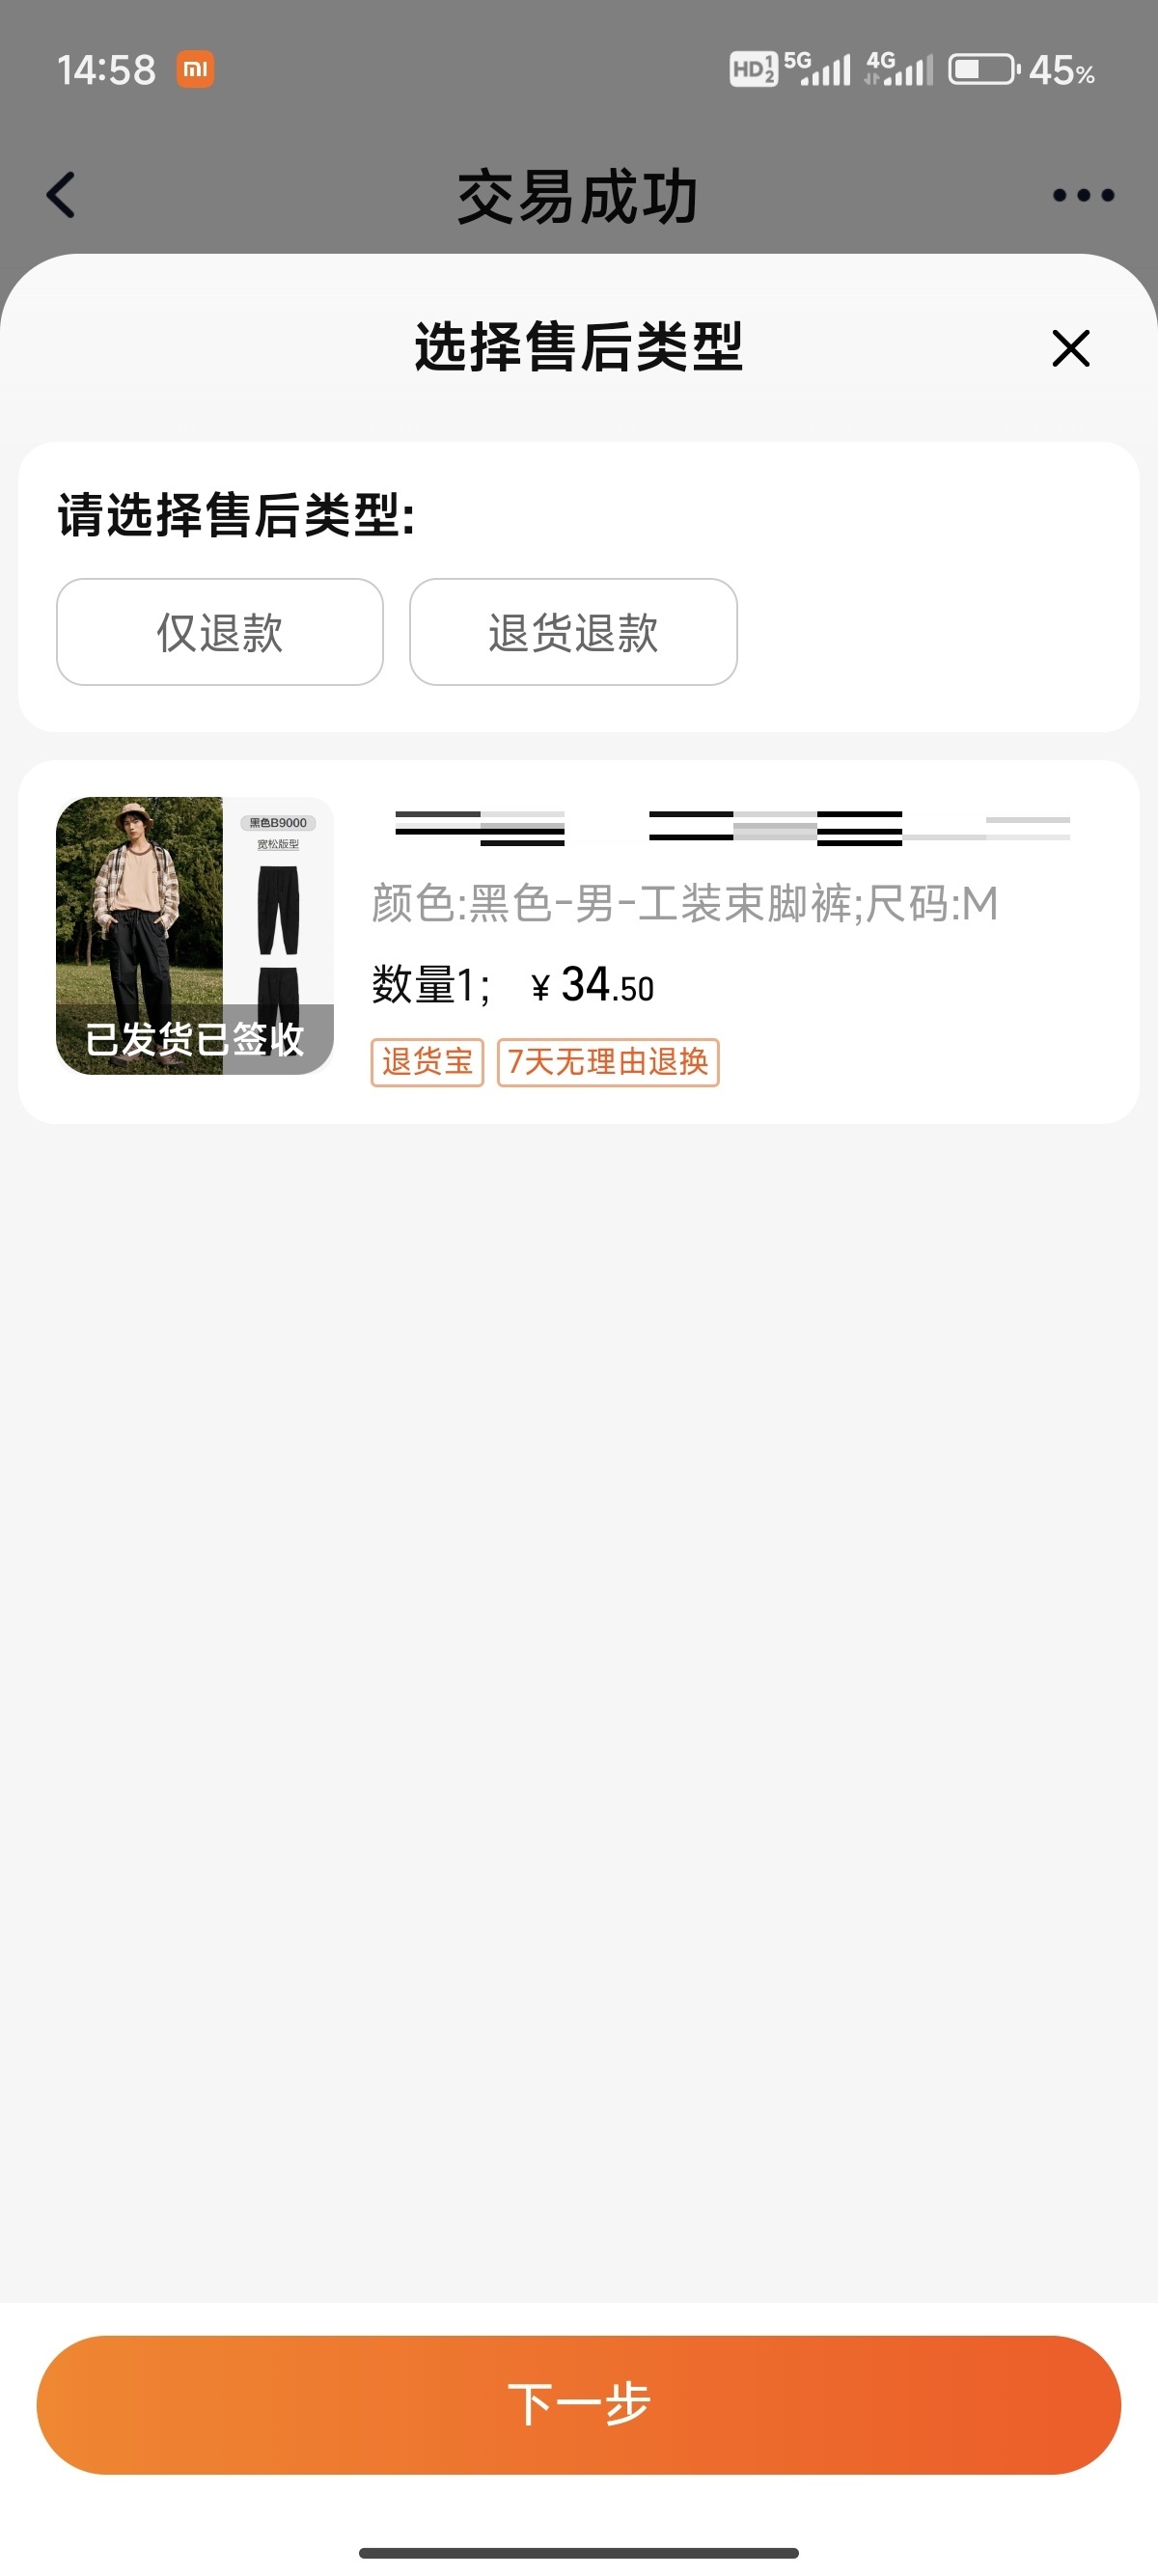 14:58
HD 1 2 5G 4G 45%
交易成功
选择售后类型
请选择售后类型:
仅退款 退货退款
黑色B9000
宽松版型
颜色:黑色-男-工装束脚裤;尺码:M
数量1; ¥34.50
已发货已签收
退货宝 7天无理由退换
下一步